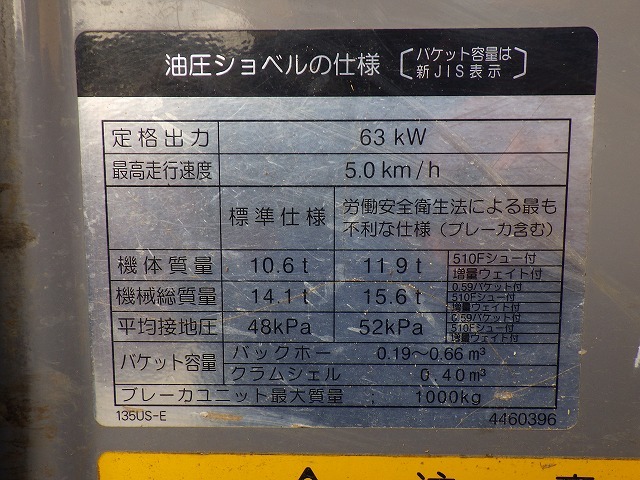 油圧ショベルの仕様〔バケット容量は
新JIS表示〕
定格出力 63 kW
最高走行速度 5.0 km/h
標準仕様 労働安全衛生法による最も
不利な仕様（ブレーカ含む）
機体質量 10.6 t 11.9 t 510Fシュー付
増量ウェイト付
機械総質量 14.1 t 15.6 t 0.59バケット付
510Fシュー付
増量ウェイト付
平均接地圧 48kPa 52kPa 0.59バケット付
510Fシュー付
増量ウェイト付
バケット容量 バックホー 0.19～0.66 m³
クラムシェル 0.40 m³
ブレーカユニット最大質量 : 1000kg
135US-E 4460396
注意